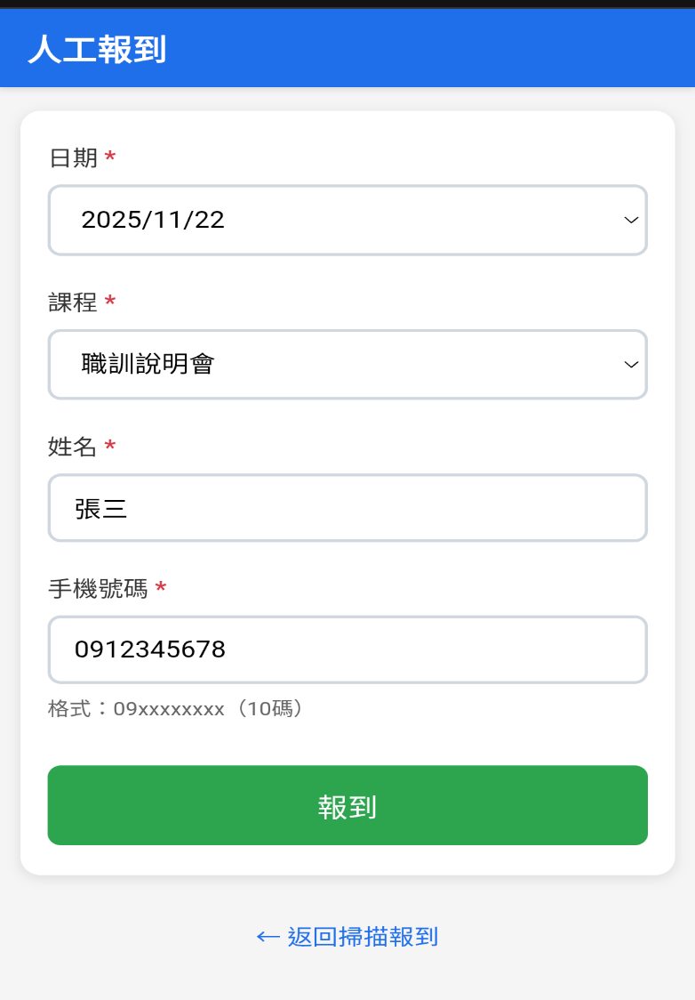 人工報到
日期 *
2025/11/22
課程 *
職訓說明會
姓名 *
張三
手機號碼 *
0912345678
格式：09xxxxxxxx（10碼）
報到
← 返回掃描報到